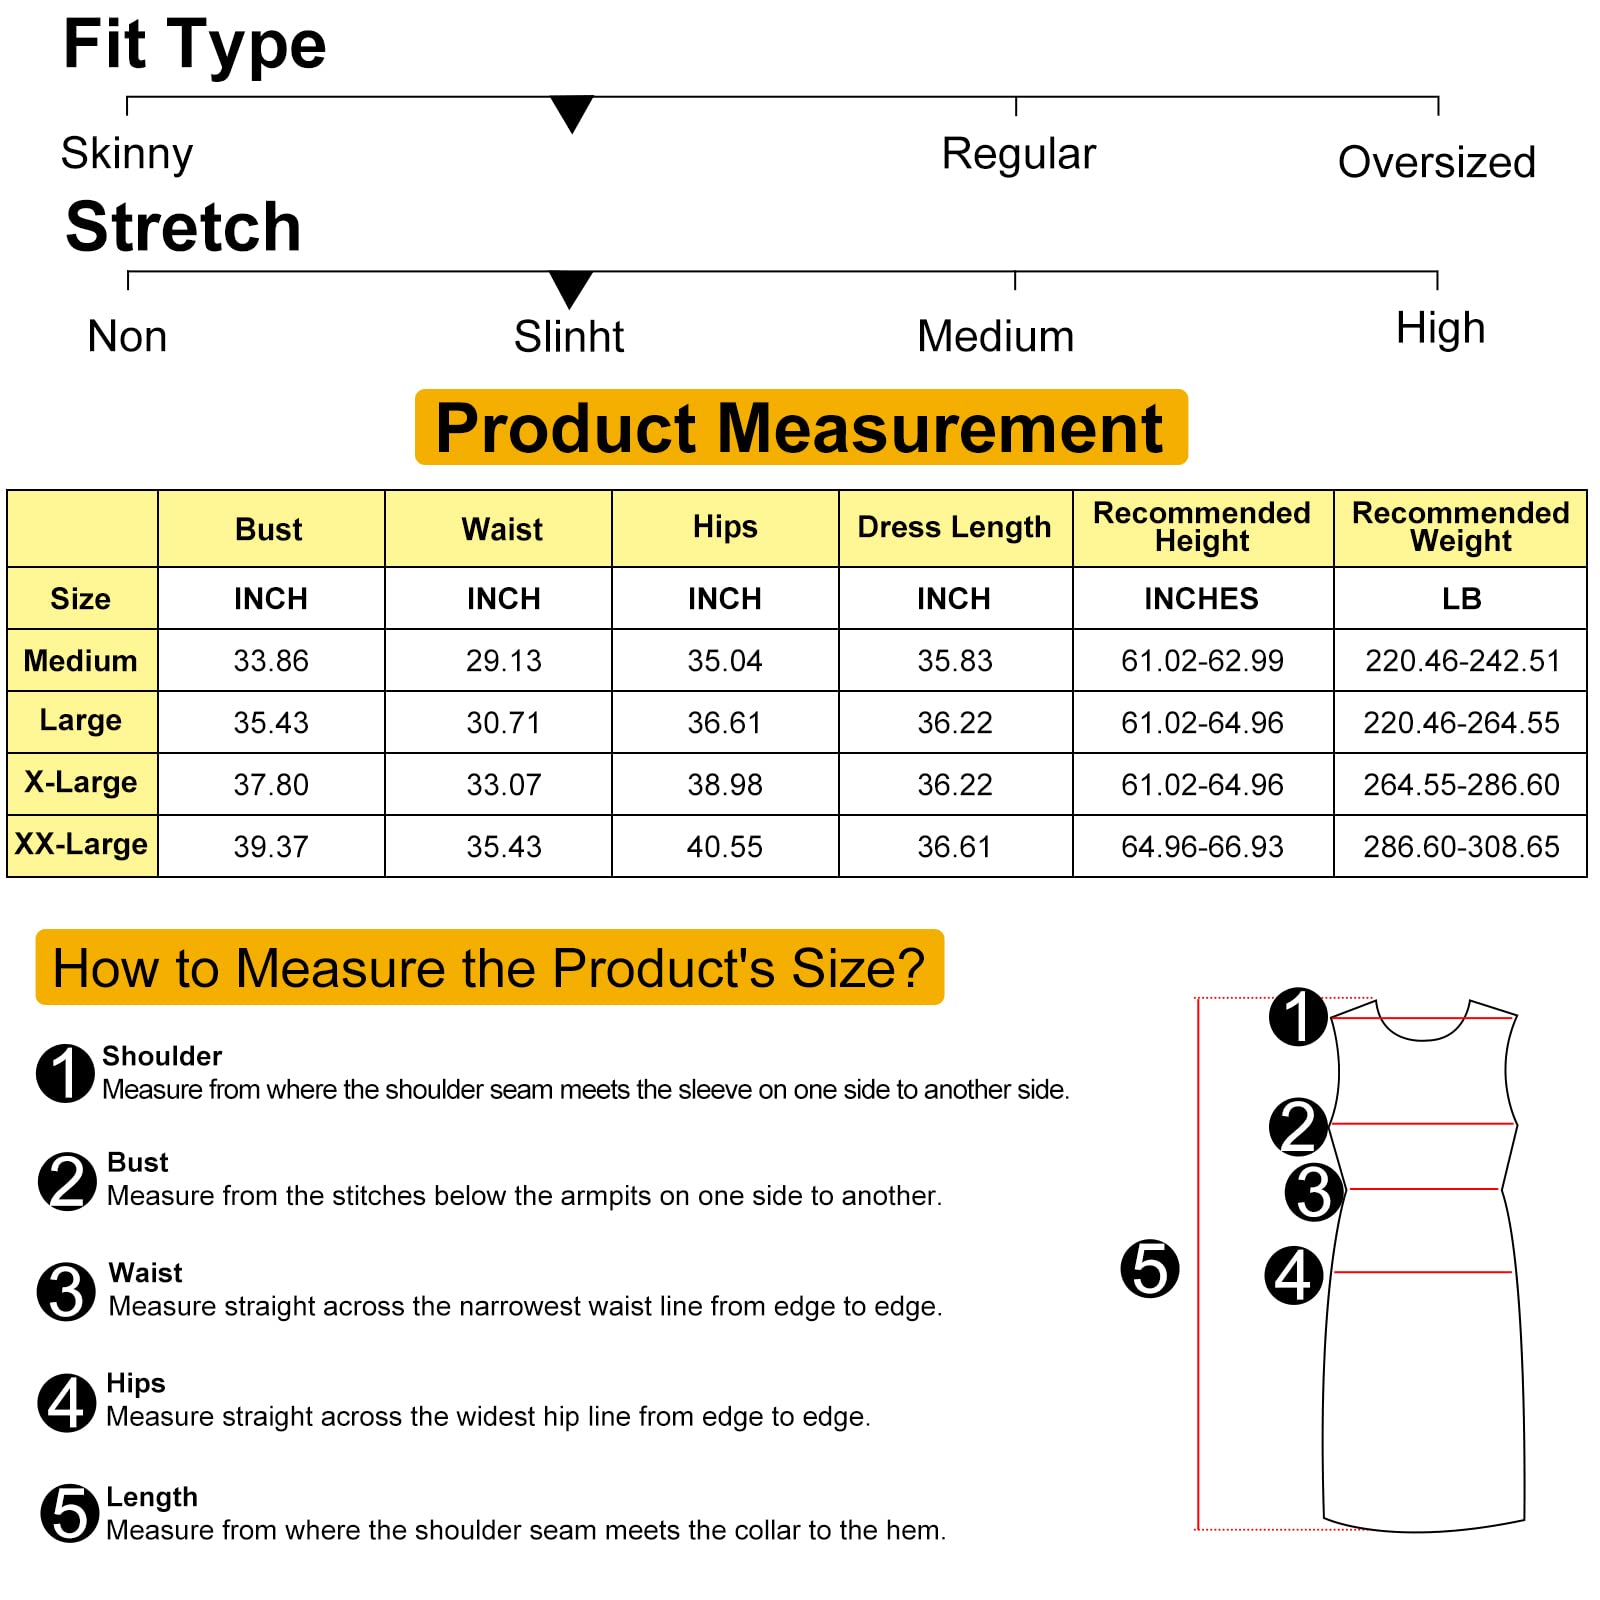 Fit Type
Skinny Regular Oversized
Stretch
Non Slinht Medium High
Product Measurement
Bust Waist Hips Dress Length Recommended Height Recommended Weight
Size INCH INCH INCH INCH INCHES LB
Medium 33.86 29.13 35.04 35.83 61.02-62.99 220.46-242.51
Large 35.43 30.71 36.61 36.22 61.02-64.96 220.46-264.55
X-Large 37.80 33.07 38.98 36.22 61.02-64.96 264.55-286.60
XX-Large 39.37 35.43 40.55 36.61 64.96-66.93 286.60-308.65
How to Measure the Product's Size?
1 Shoulder
Measure from where the shoulder seam meets the sleeve on one side to another side.
2 Bust
Measure from the stitches below the armpits on one side to another.
3 Waist
Measure straight across the narrowest waist line from edge to edge.
4 Hips
Measure straight across the widest hip line from edge to edge.
5 Length
Measure from where the shoulder seam meets the collar to the hem.
1
2
3
4
5